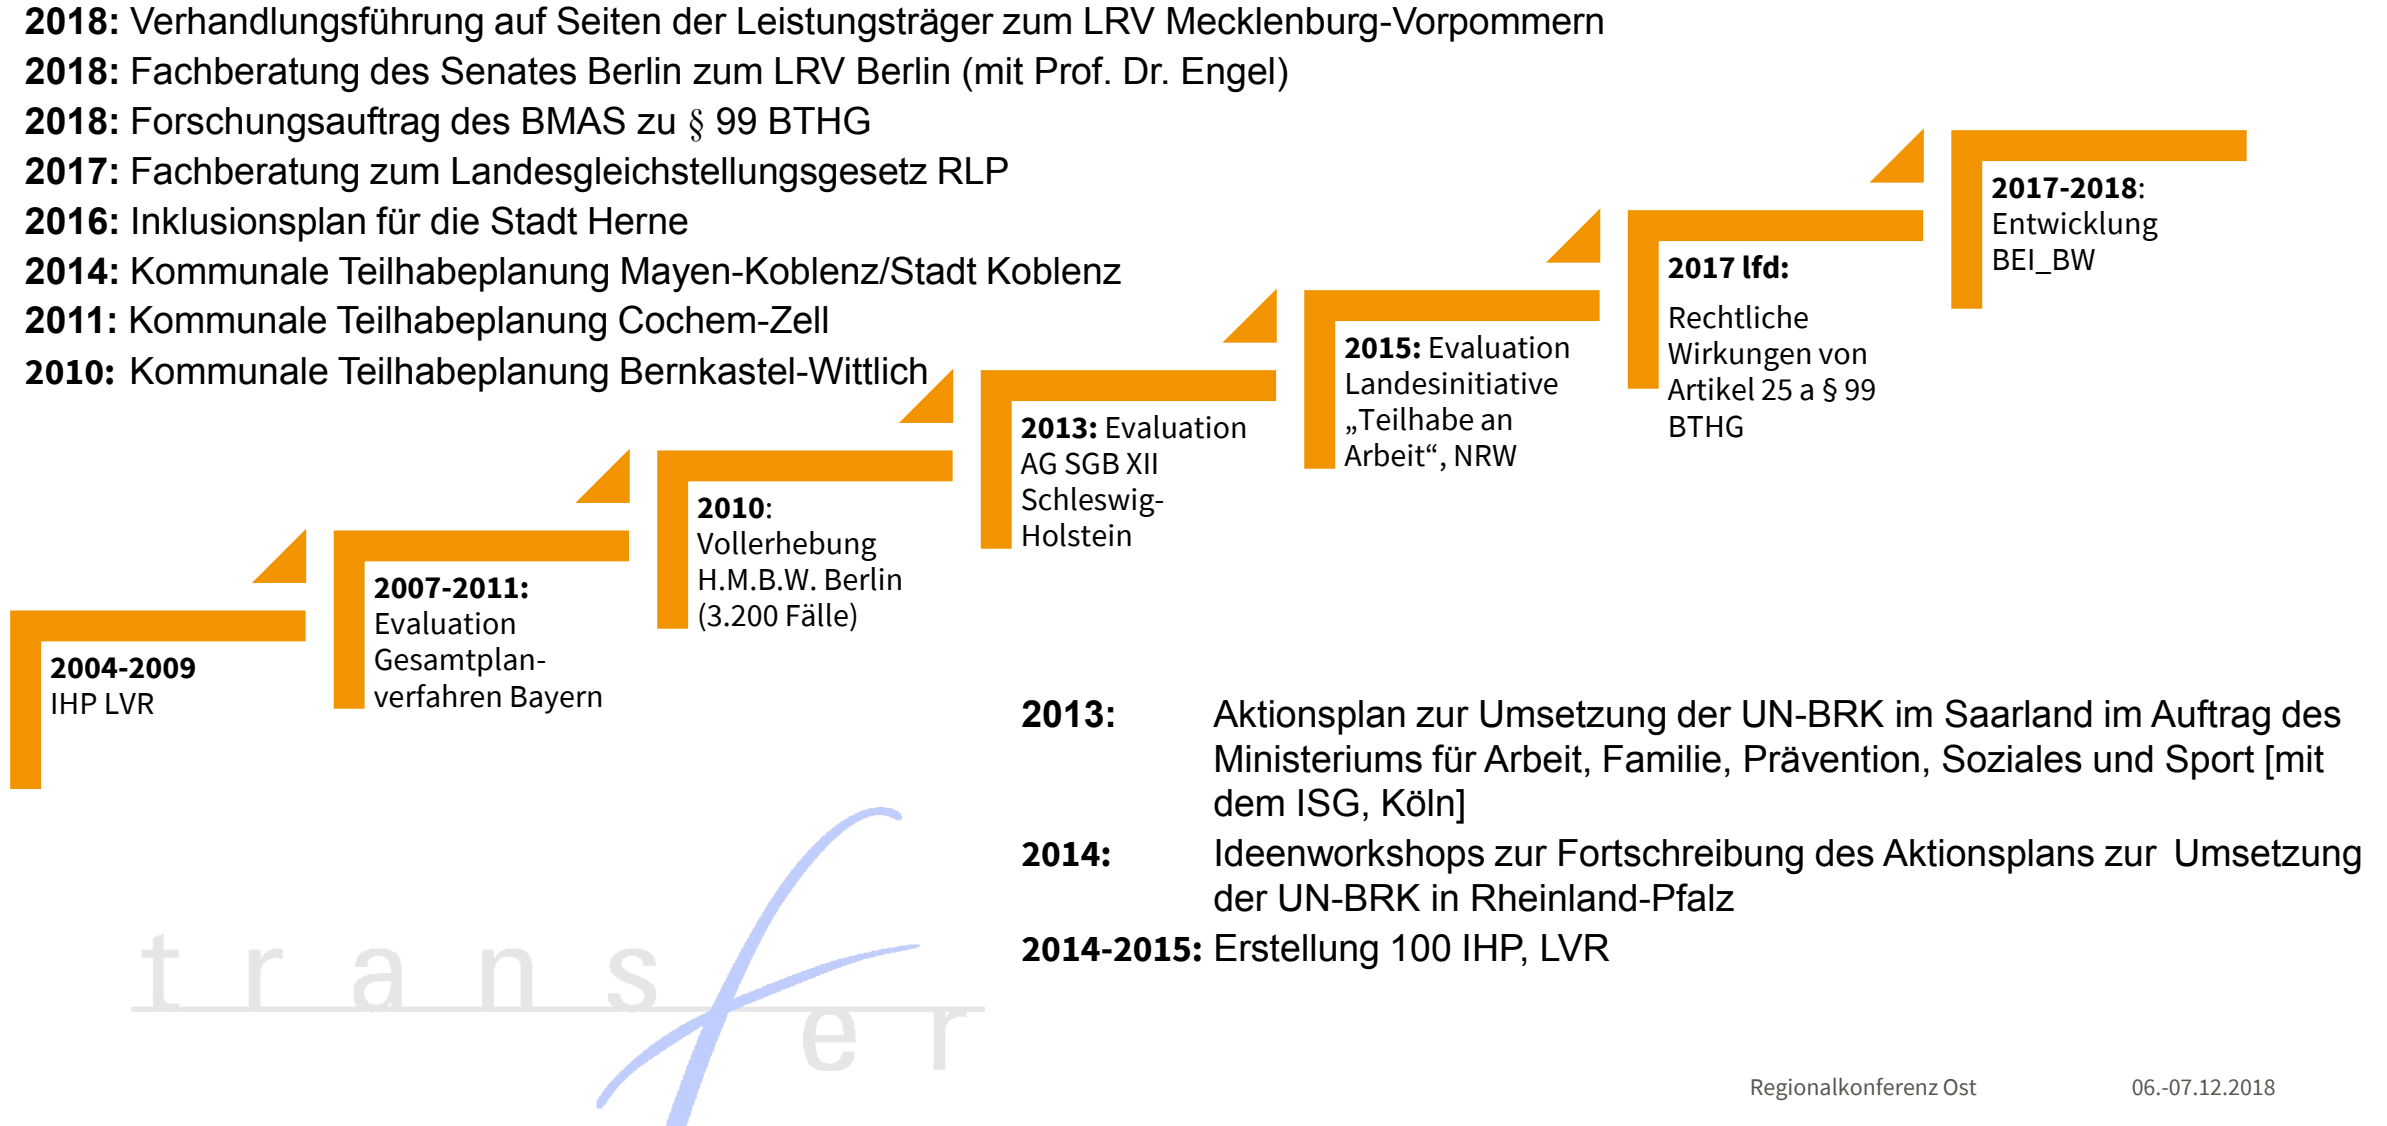 2018: Verhandlungsführung auf Seiten der Leistungsträger zum LRV Mecklenburg-Vorpommern
2018: Fachberatung des Senates Berlin zum LRV Berlin (mit Prof. Dr. Engel)
2018: Forschungsauftrag des BMAS zu § 99 BTHG
2017: Fachberatung zum Landesgleichstellungsgesetz RLP
2016: Inklusionsplan für die Stadt Herne
2014: Kommunale Teilhabeplanung Mayen-Koblenz/Stadt Koblenz
2011: Kommunale Teilhabeplanung Cochem-Zell
2010: Kommunale Teilhabeplanung Bernkastel-Wittlich
2004-2009
IHP LVR
2007-2011:
Evaluation
Gesamtplan-
verfahren Bayern
2010:
Vollerhebung
H.M.B.W. Berlin
(3.200 Fälle)
2013: Evaluation
AG SGB XII
Schleswig-
Holstein
2015: Evaluation
Landesinitiative
„Teilhabe an
Arbeit“, NRW
2017 lfd:
Rechtliche
Wirkungen von
Artikel 25 a § 99
BTHG
2017-2018:
Entwicklung
BEI_BW
2013: Aktionsplan zur Umsetzung der UN-BRK im Saarland im Auftrag des
Ministeriums für Arbeit, Familie, Prävention, Soziales und Sport [mit
dem ISG, Köln]
2014: Ideenworkshops zur Fortschreibung des Aktionsplans zur Umsetzung
der UN-BRK in Rheinland-Pfalz
2014-2015: Erstellung 100 IHP, LVR
transfer
Regionalkonferenz Ost 06.-07.12.2018